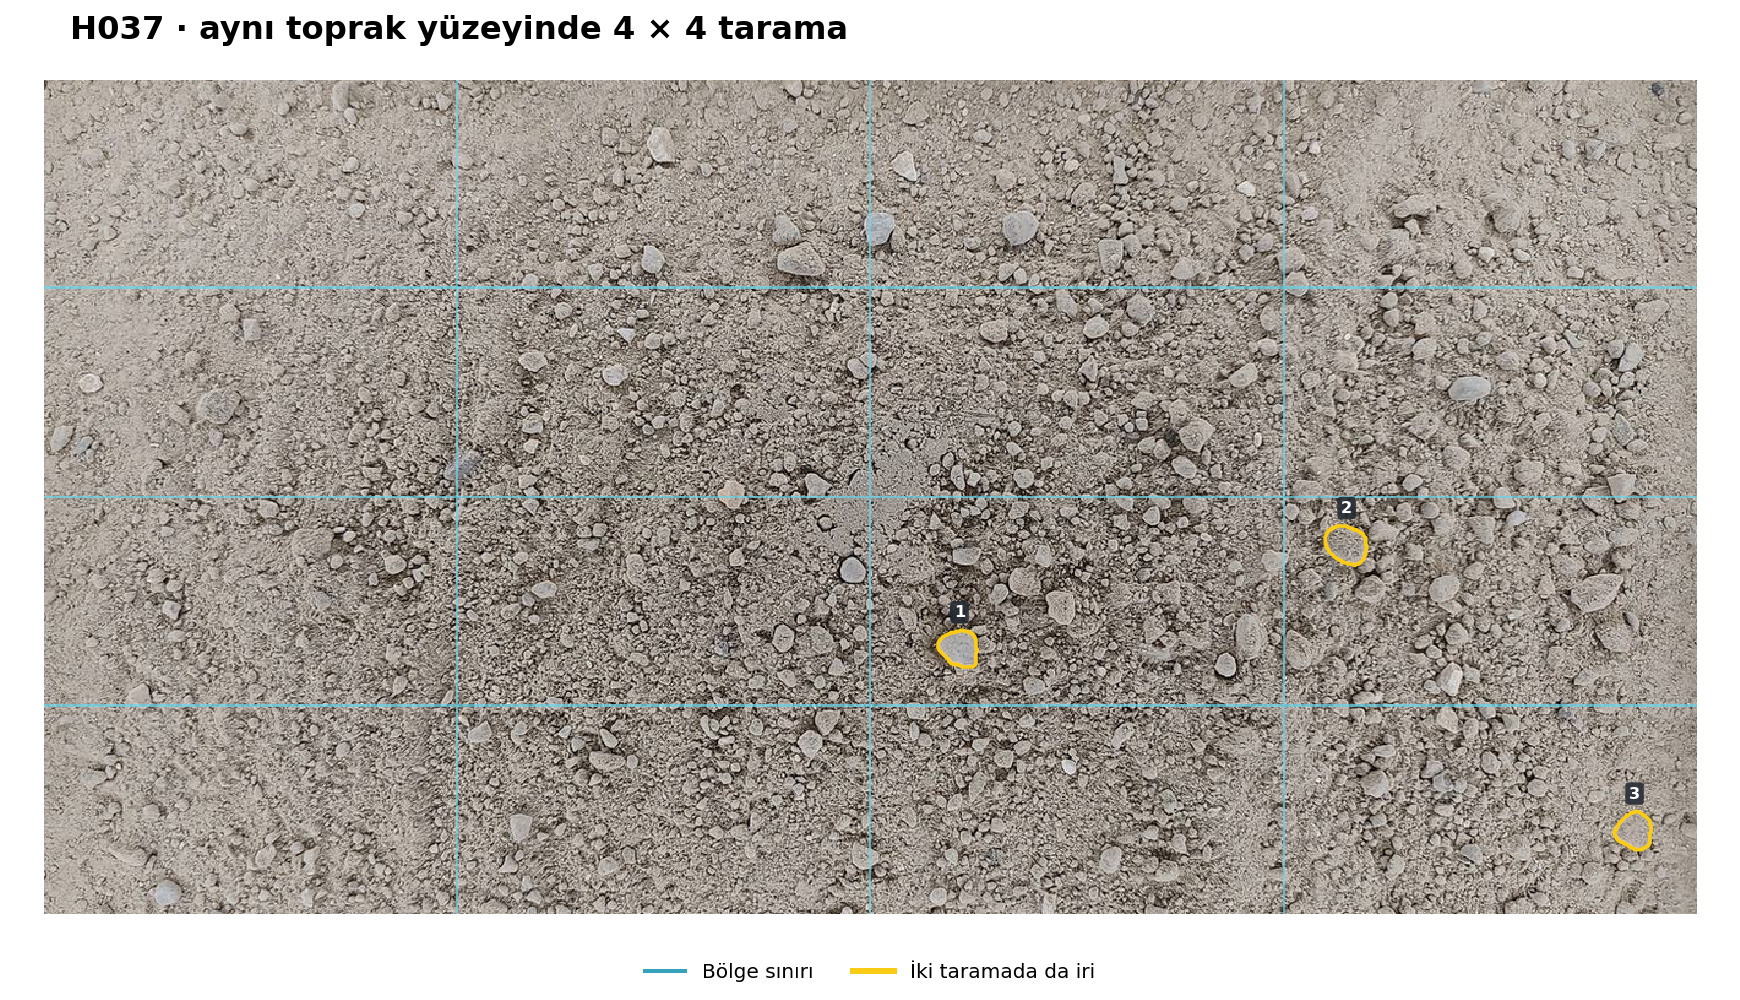 H037 · aynı toprak yüzeyinde 4 × 4 tarama
2
1
3
Bölge sınırı
İki taramada da iri